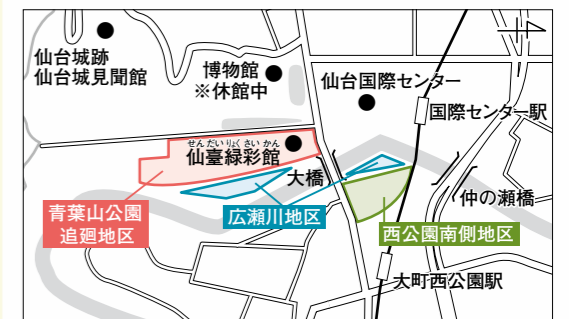 仙台城跡
仙台城見聞館
博物館
※休館中
仙台国際センター
国際センター駅
せんだいりょくさいかん
仙臺緑彩館
大橋
仲の瀬橋
青葉山公園
追廻地区
広瀬川地区
西公園南側地区
大町西公園駅